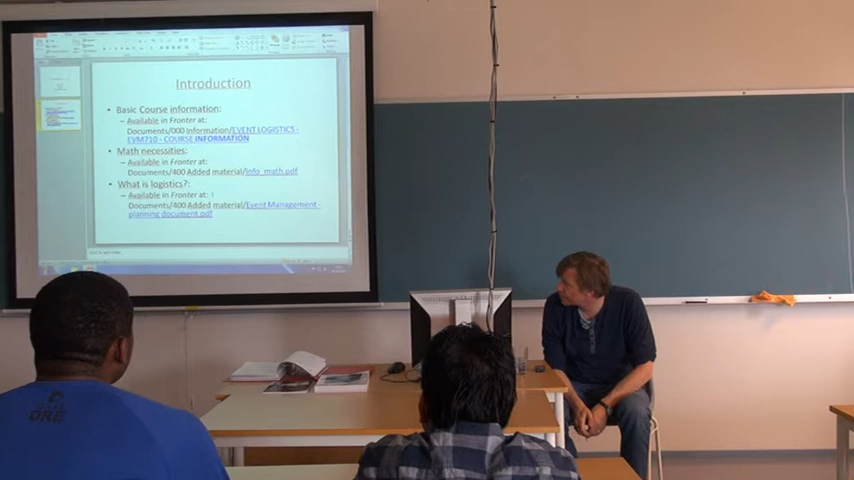 Introduction
• Basic Course information:
– Available in Fronter at:
Documents/000 Information/EVENT LOGISTICS -
EVM710 - COURSE INFORMATION
• Math necessities:
– Available in Fronter at:
Documents/400 Added material/Info_math.pdf
• What is logistics?:
– Available in Fronter at:
Documents/400 Added material/Event Management -
planning document.pdf
ORE